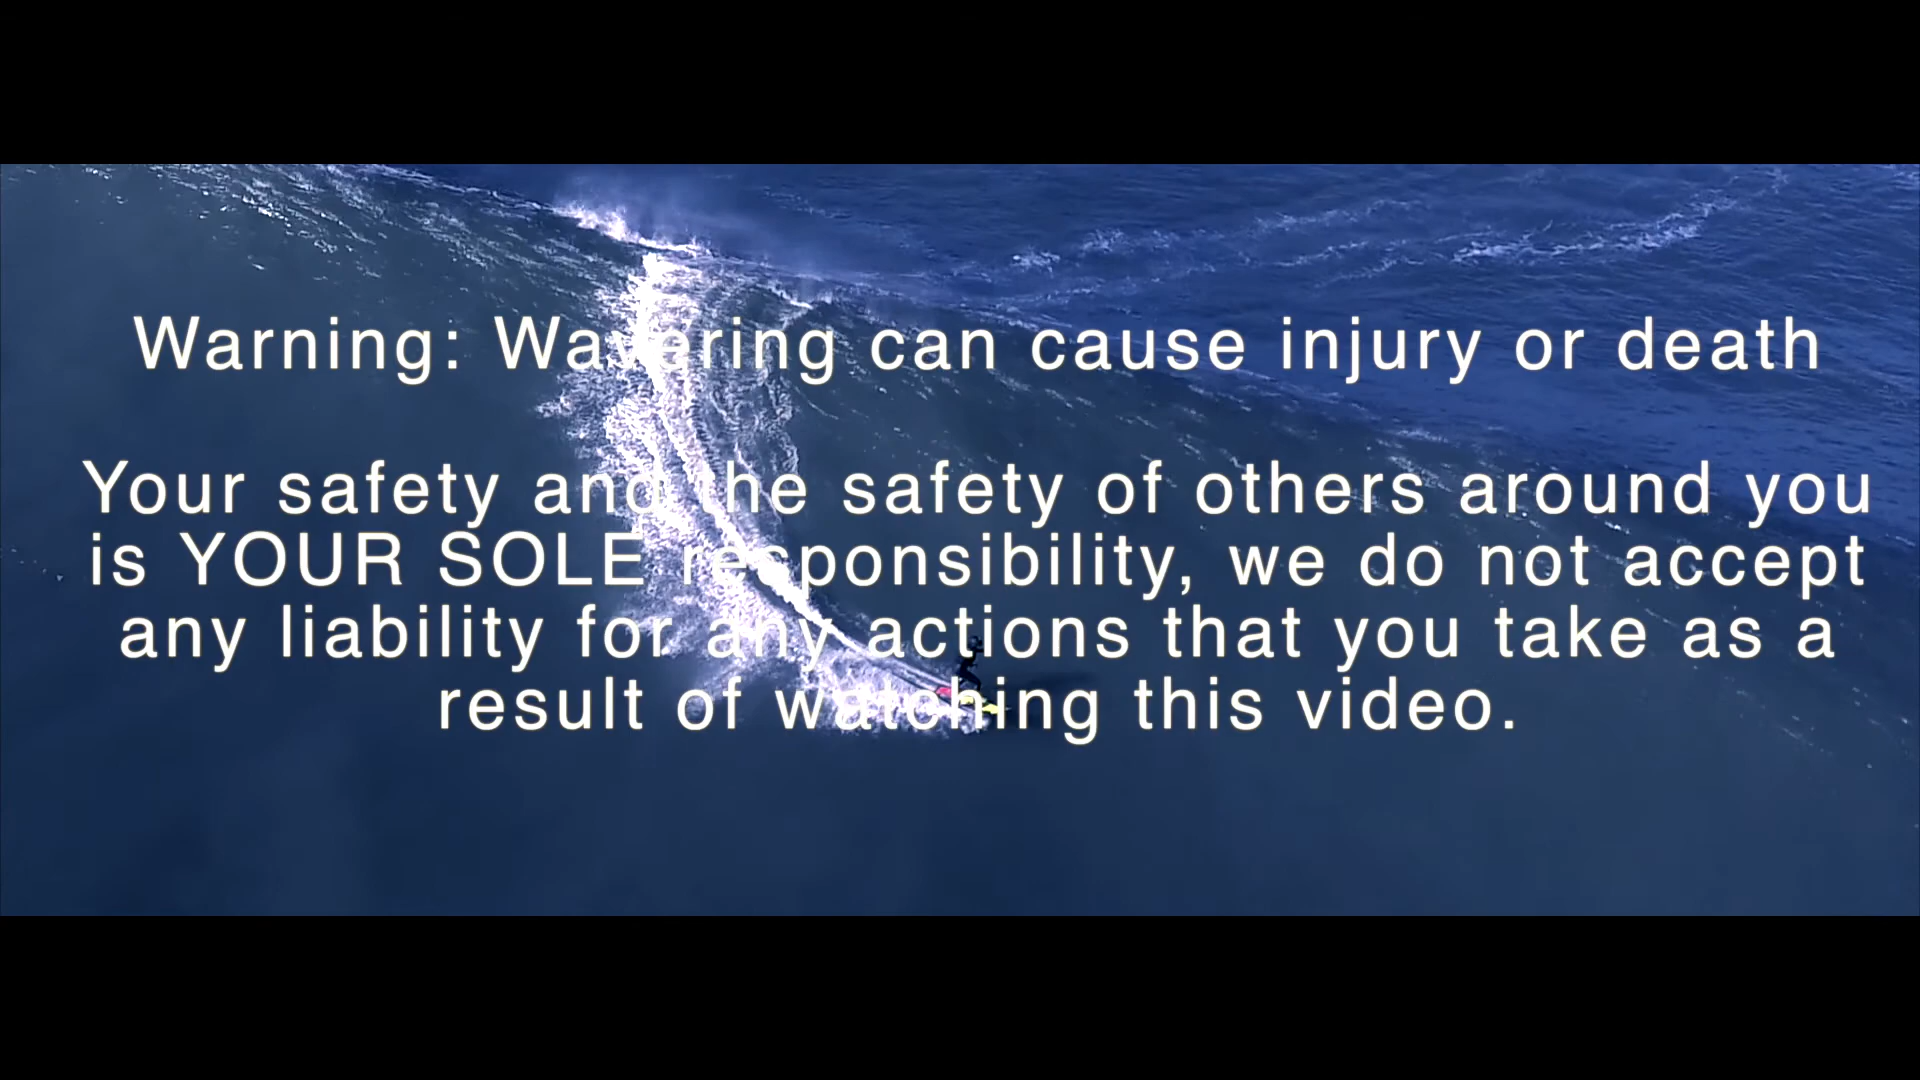 Warning: Wavering can cause injury or death
Your safety and the safety of others around you
is YOUR SOLE responsibility, we do not accept
any liability for any actions that you take as a
result of watching this video.